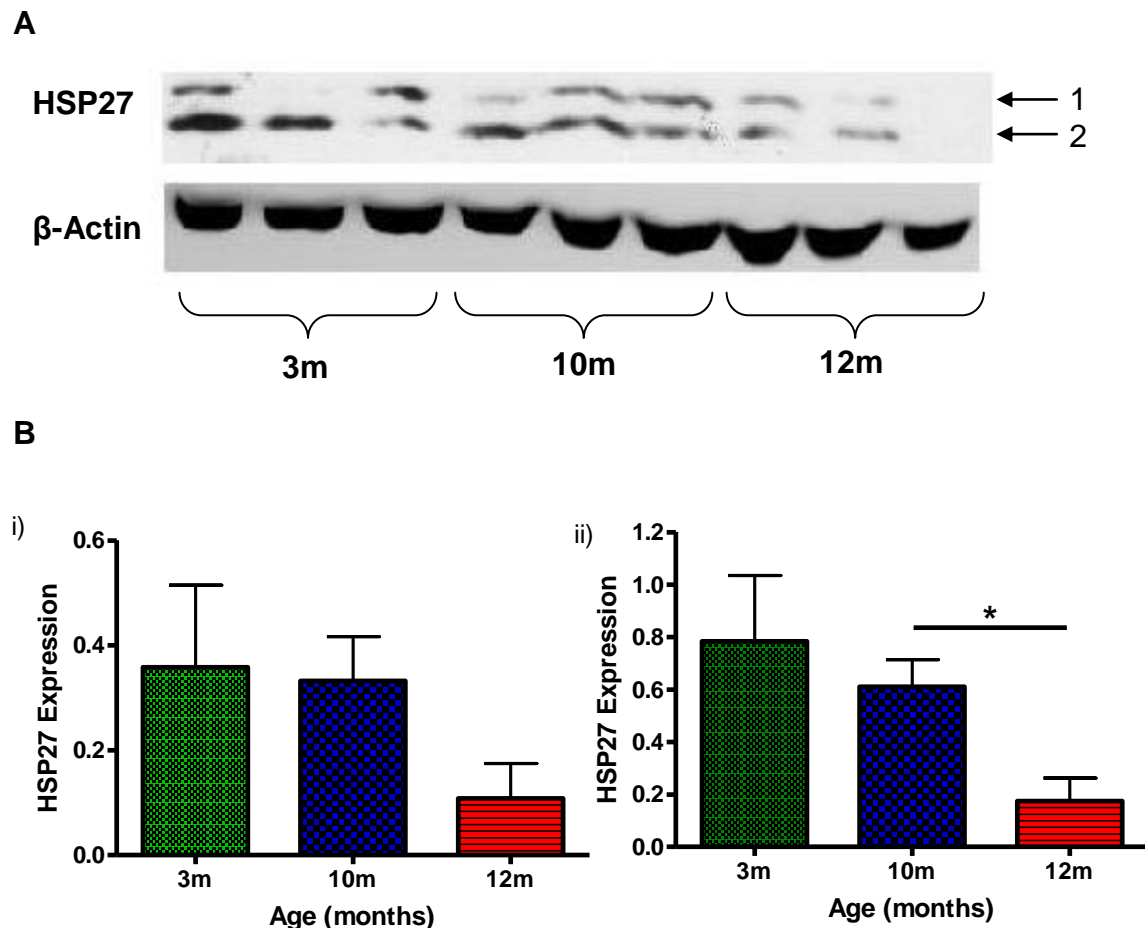 A
HSP27
1
2
β-Actin
3m 10m 12m
B
i)
0.6
0.4
0.2
0.0
HSP27 Expression
3m 10m 12m
Age (months)
ii)
1.2
1.0
0.8
0.6
0.4
0.2
0.0
HSP27 Expression
*
3m 10m 12m
Age (months)